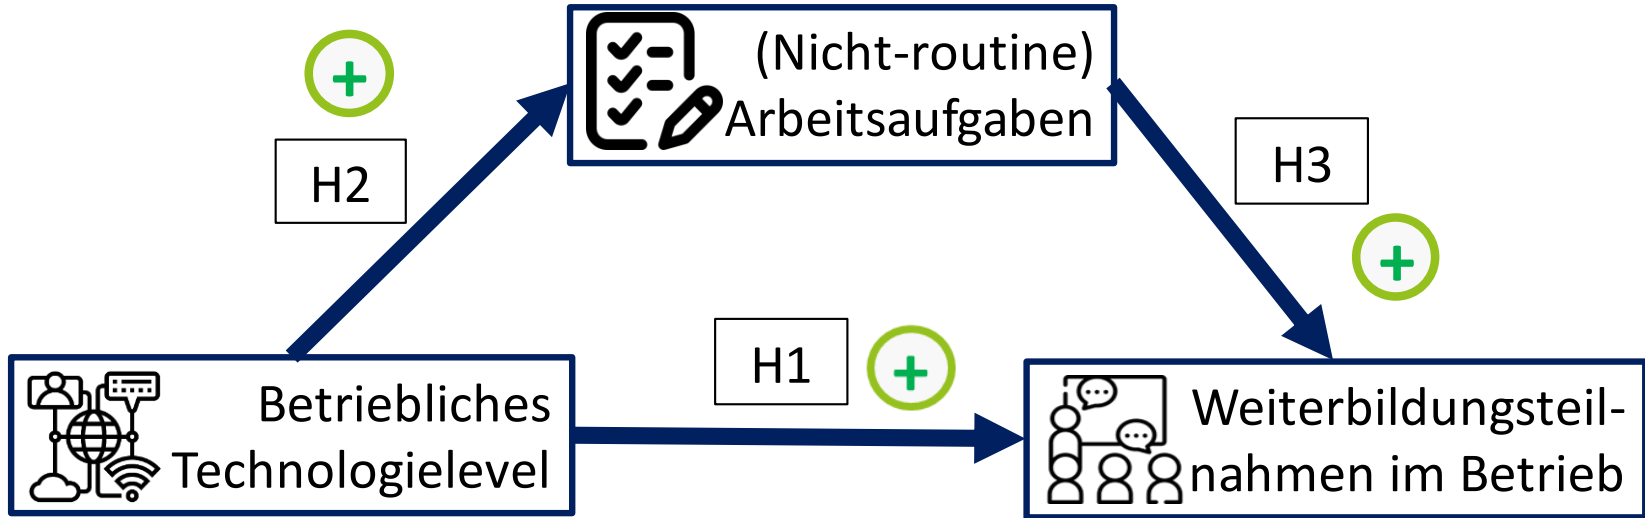 +
(Nicht-routine)
Arbeitsaufgaben
H2
H3
+
H1
+
Betriebliches
Technologielevel
Weiterbildungsteil-
nahmen im Betrieb